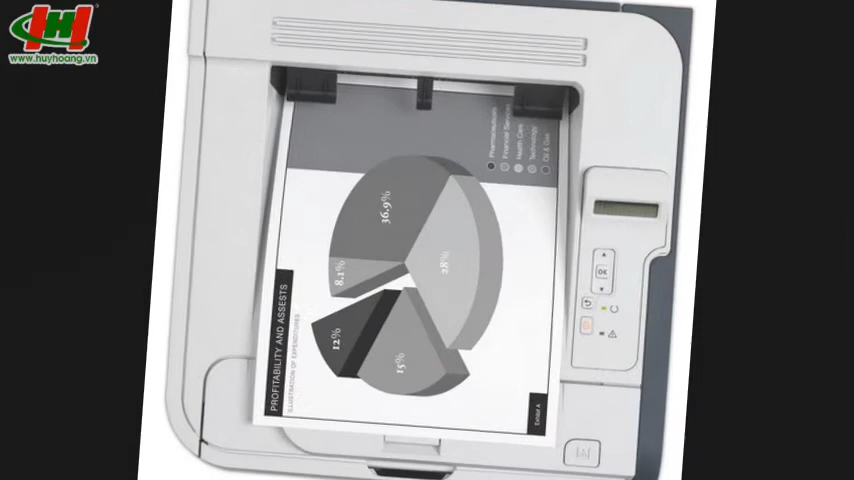 H
www.huyhoang.vn
Pharmaceuticals
Financial Services
Health Care
Technology
Oil & Gas
36.9%
28%
8.1%
12%
15%
PROFITABILITY AND ASSESTS
ILLUSTRATION OF EXPENDITURES
Exhibit A
OK